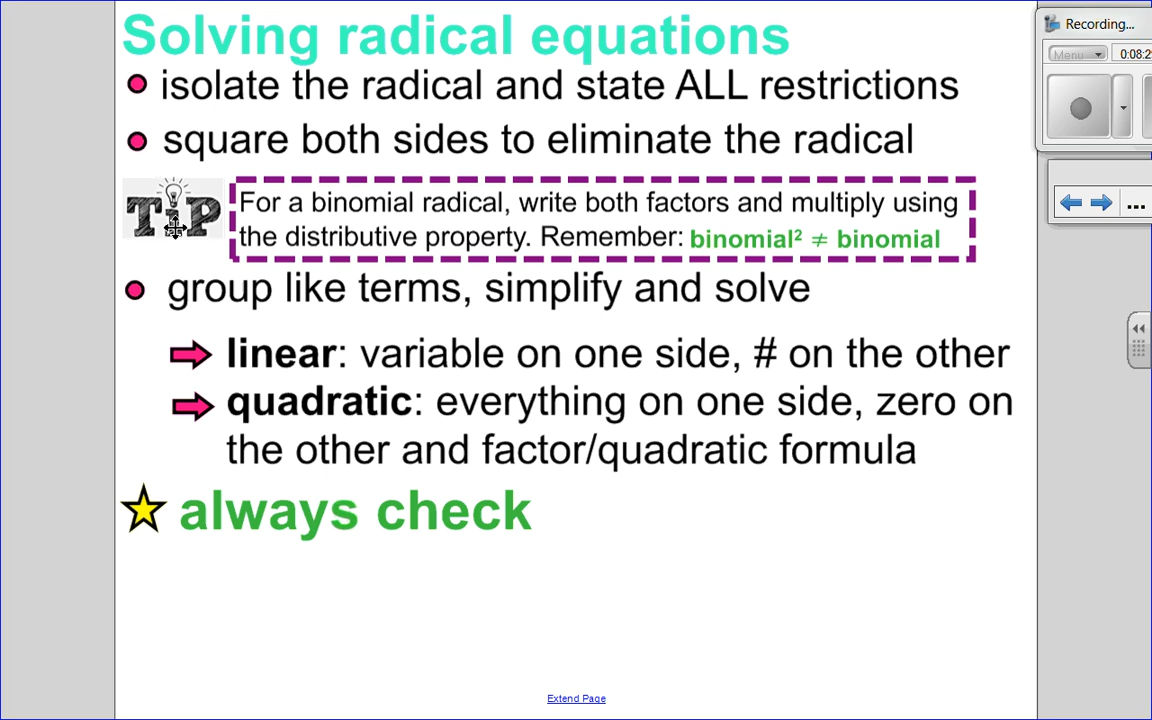 Solving radical equations
isolate the radical and state ALL restrictions
square both sides to eliminate the radical
TiP
For a binomial radical, write both factors and multiply using
the distributive property. Remember: binomial² ≠ binomial
group like terms, simplify and solve
linear: variable on one side, # on the other
quadratic: everything on one side, zero on
the other and factor/quadratic formula
always check
Extend Page
Recording...
Menu
0:08:2
...